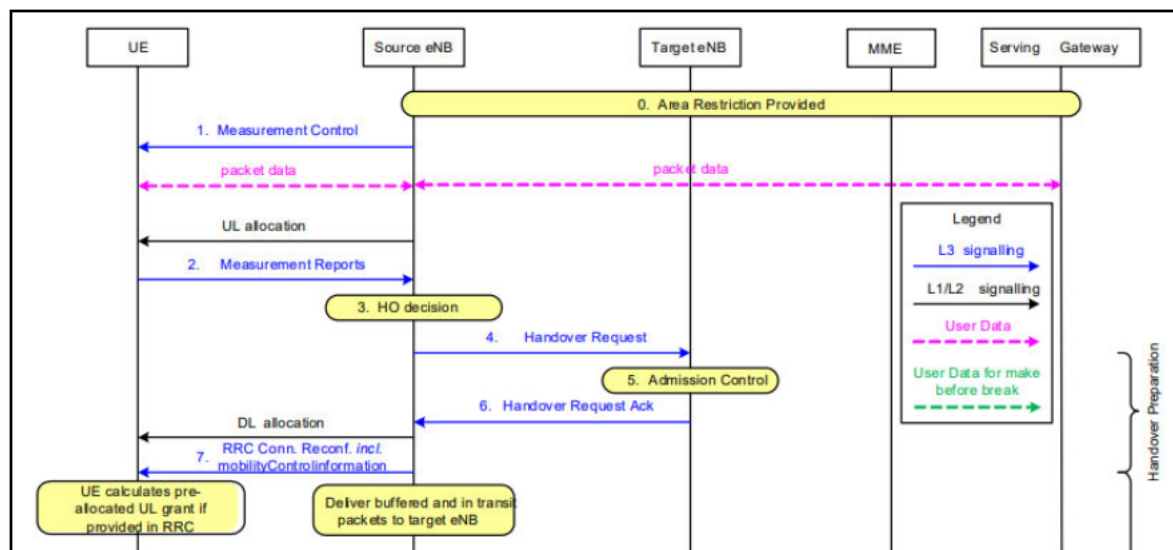 UE
Source eNB
Target eNB
MME
Serving Gateway
0. Area Restriction Provided
1. Measurement Control
packet data
packet data
UL allocation
Legend
L3 signalling
L1/L2 signalling
User Data
User Data for make
before break
2. Measurement Reports
3. HO decision
4. Handover Request
5. Admission Control
6. Handover Request Ack
DL allocation
7. RRC Conn. Reconf. incl.
mobilityControlinformation
UE calculates pre-
allocated UL grant if
provided in RRC
Deliver buffered and in transit
packets to target eNB
Handover Preparation